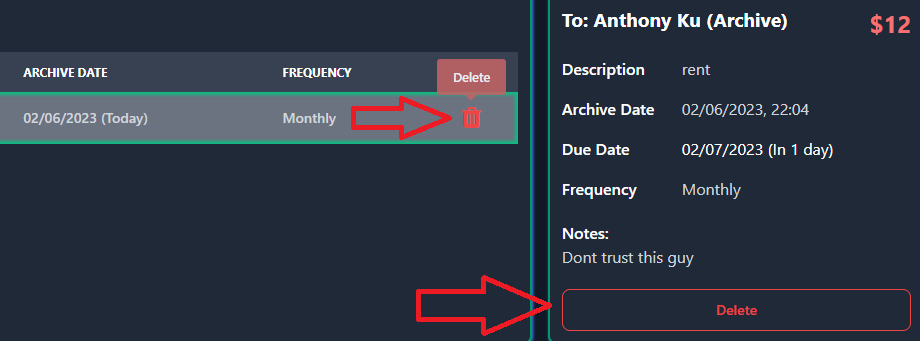 ARCHIVE DATE FREQUENCY Delete
02/06/2023 (Today) Monthly
To: Anthony Ku (Archive) $12
Description rent
Archive Date 02/06/2023, 22:04
Due Date 02/07/2023 (In 1 day)
Frequency Monthly
Notes:
Dont trust this guy
Delete